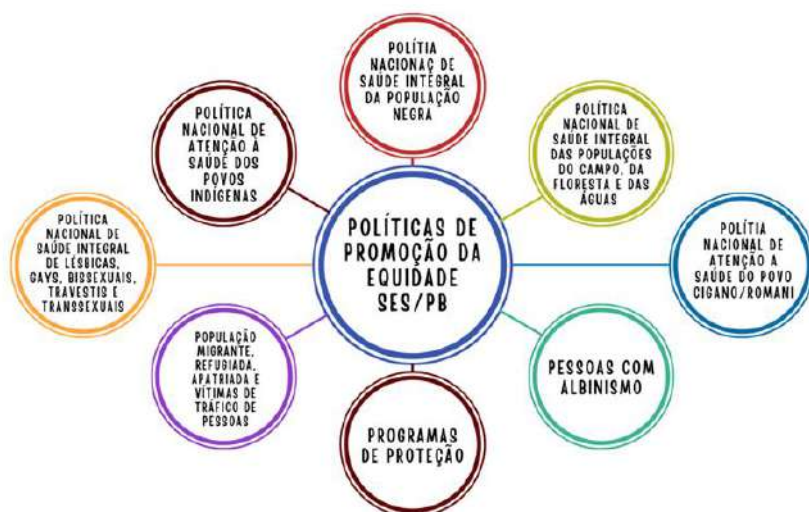 POLÍTIA
NACIONAÇ DE
SAÚDE INTEGRAL
DA POPULAÇÃO
NEGRA
POLÍTICA
NACIONAL DE
ATENÇÃO À
SAÚDE DOS
POVOS
INDÍGENAS
POLÍTICA
NACIONAL DE
SAÚDE INTEGRAL
DAS POPULAÇÕES
DO CAMPO, DA
FLORESTA E DAS
ÁGUAS
POLÍTICA
NACIONAL DE
SAÚDE INTEGRAL
DE LÉSBICAS,
GAYS, BISSEXUAIS,
TRAVESTIS E
TRANSSEXUAIS
POLÍTICAS DE
PROMOÇÃO DA
EQUIDADE
SES/PB
POLÍTIA
NACIONAL DE
ATENÇÃO A
SAÚDE DO POVO
CIGANO/ROMANI
POPULAÇÃO
MIGRANTE,
REFUGIADA,
APATRIADA E
VÍTIMAS DE
TRÁFICO DE
PESSOAS
PESSOAS COM
ALBINISMO
PROGRAMAS
DE PROTEÇÃO